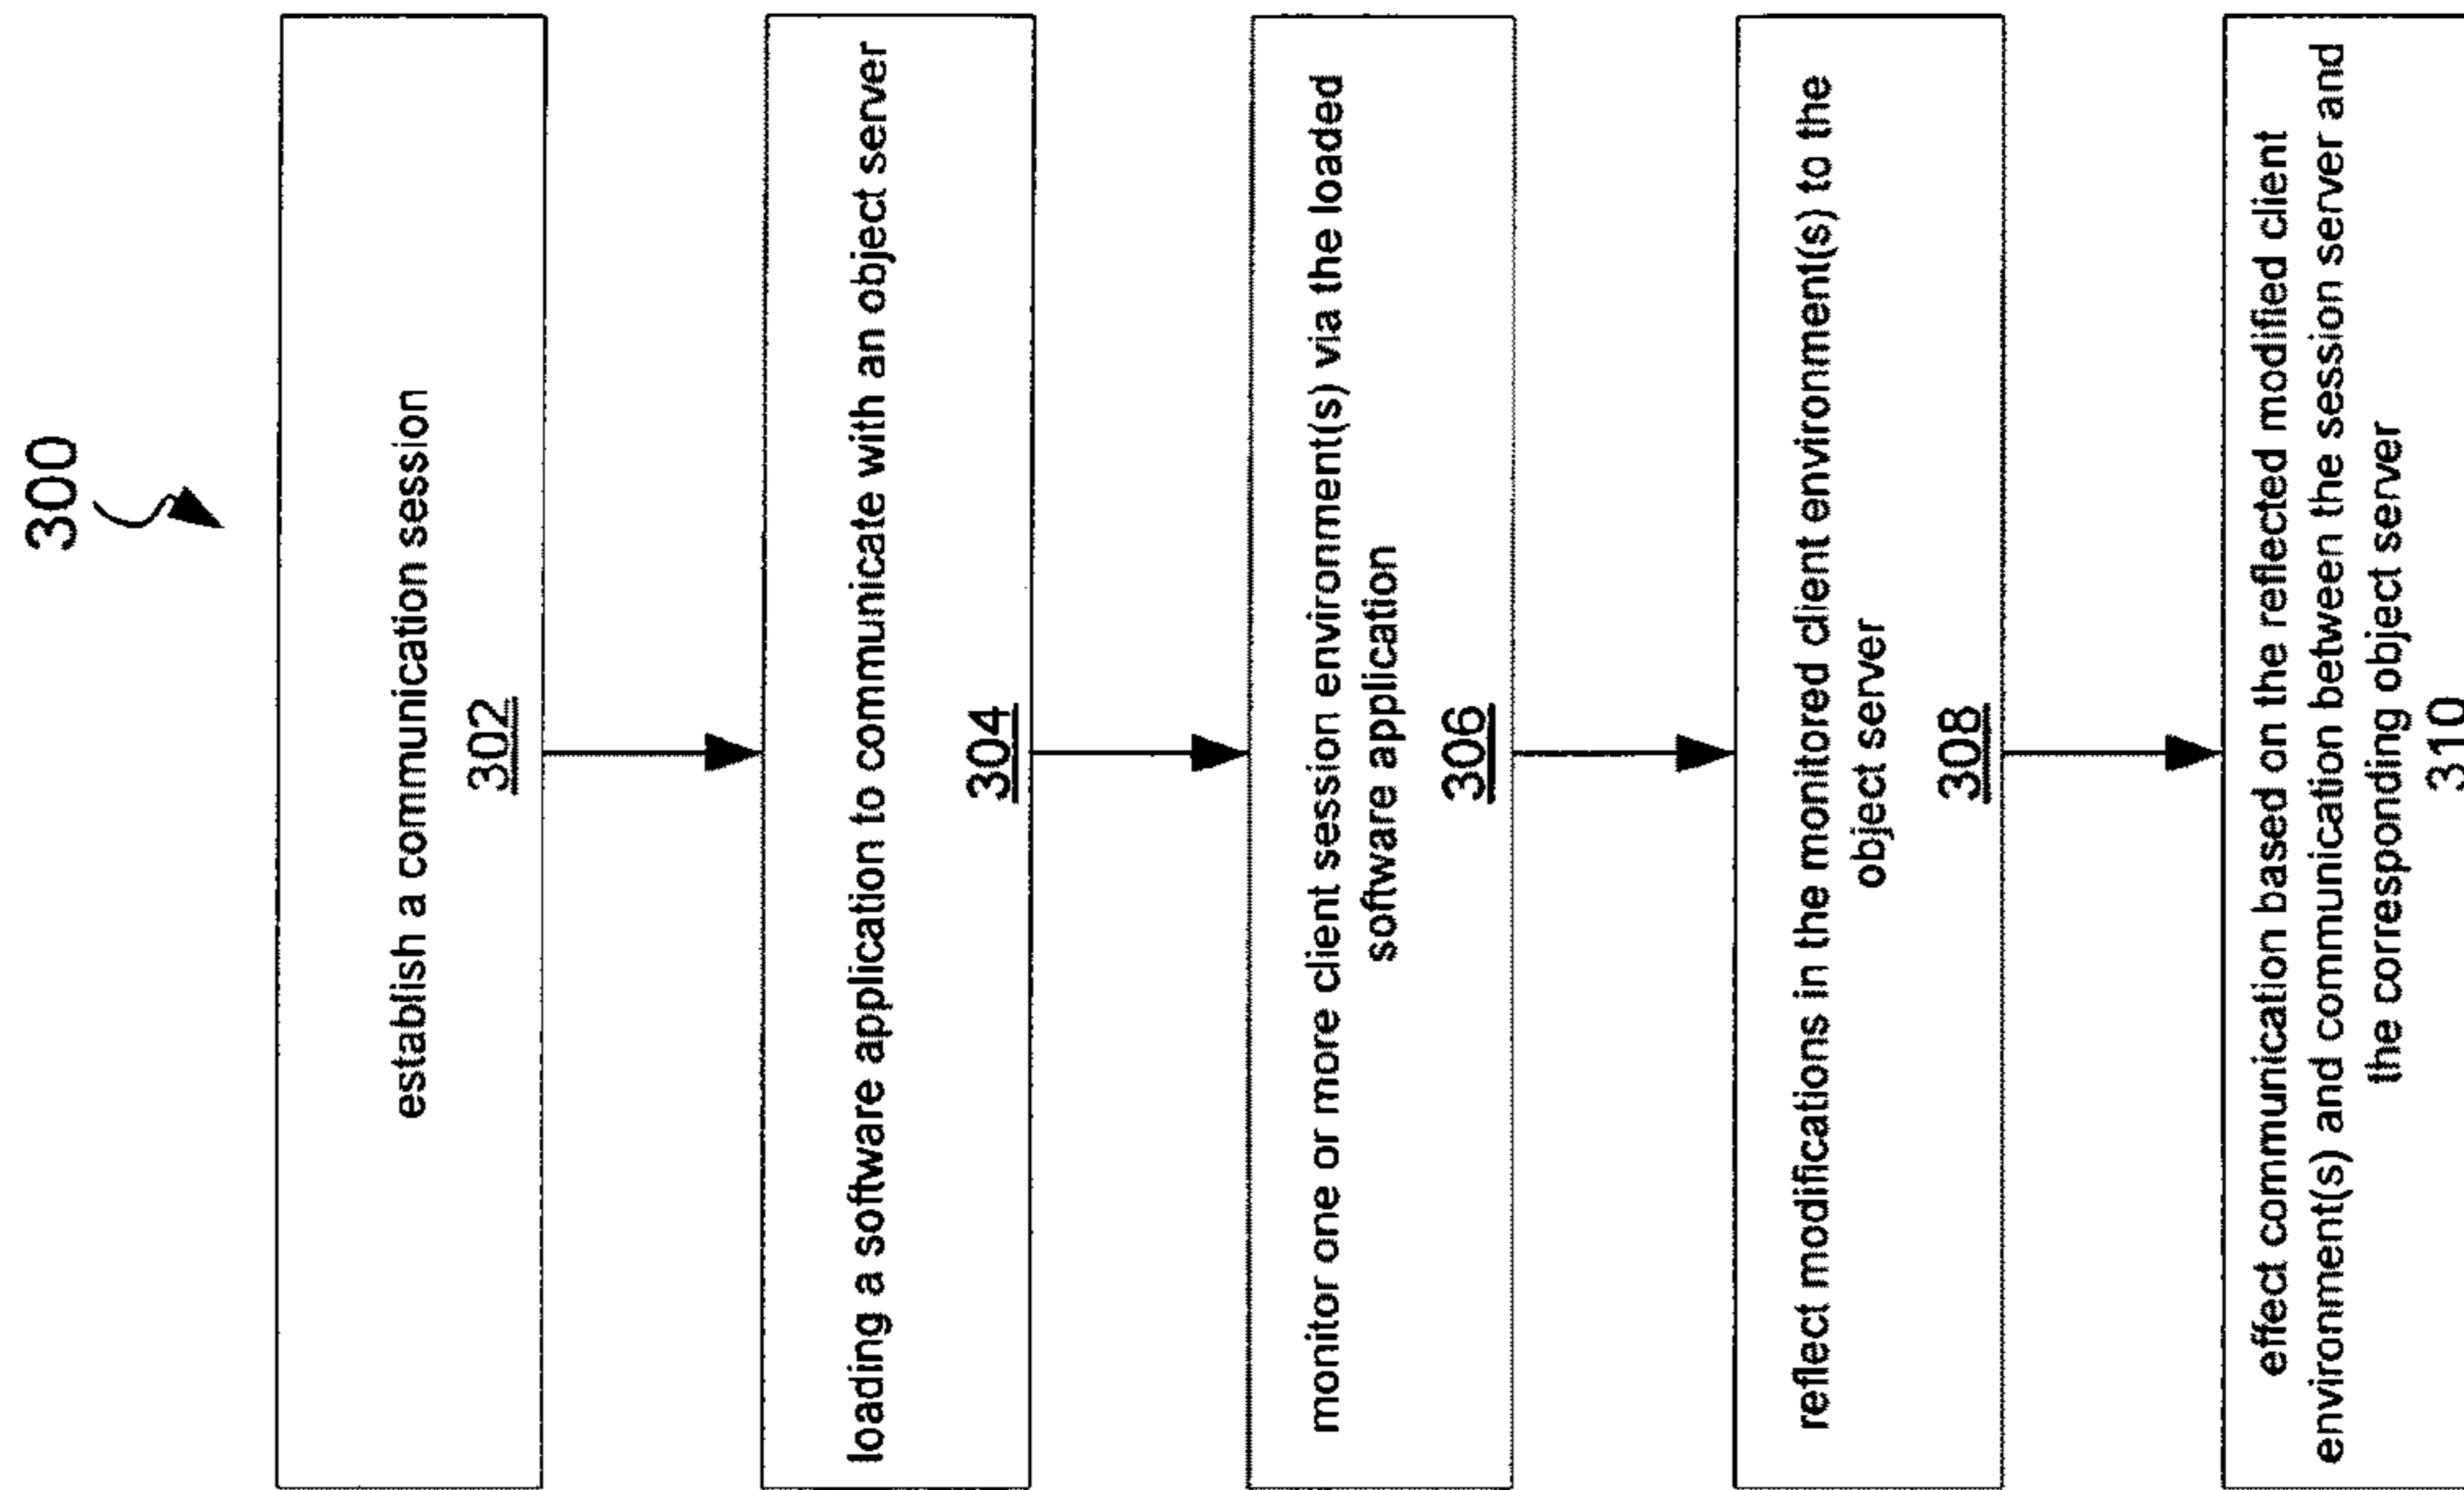 300
establish a communication session
302
loading a software application to communicate with an object server
304
monitor one or more client session environment(s) via the loaded
software application
306
reflect modifications in the monitored client environment(s) to the
object server
308
effect communication based on the reflected modified client
environment(s) and communication between the session server and
the corresponding object server
310